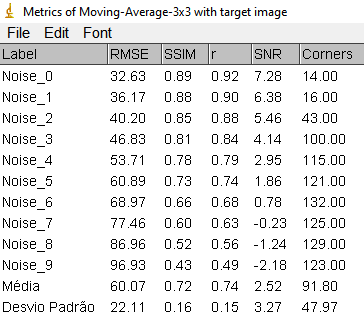 Metrics of Moving-Average-3x3 with target image
File Edit Font
Label RMSE SSIM r SNR Corners
Noise_0 32.63 0.89 0.92 7.28 14.00
Noise_1 36.17 0.88 0.90 6.38 16.00
Noise_2 40.20 0.85 0.88 5.46 43.00
Noise_3 46.83 0.81 0.84 4.14 100.00
Noise_4 53.71 0.78 0.79 2.95 115.00
Noise_5 60.89 0.73 0.74 1.86 121.00
Noise_6 68.97 0.66 0.68 0.78 132.00
Noise_7 77.46 0.60 0.63 -0.23 125.00
Noise_8 86.96 0.52 0.56 -1.24 129.00
Noise_9 96.93 0.43 0.49 -2.18 123.00
Média 60.07 0.72 0.74 2.52 91.80
Desvio Padrão 22.11 0.16 0.15 3.27 47.97